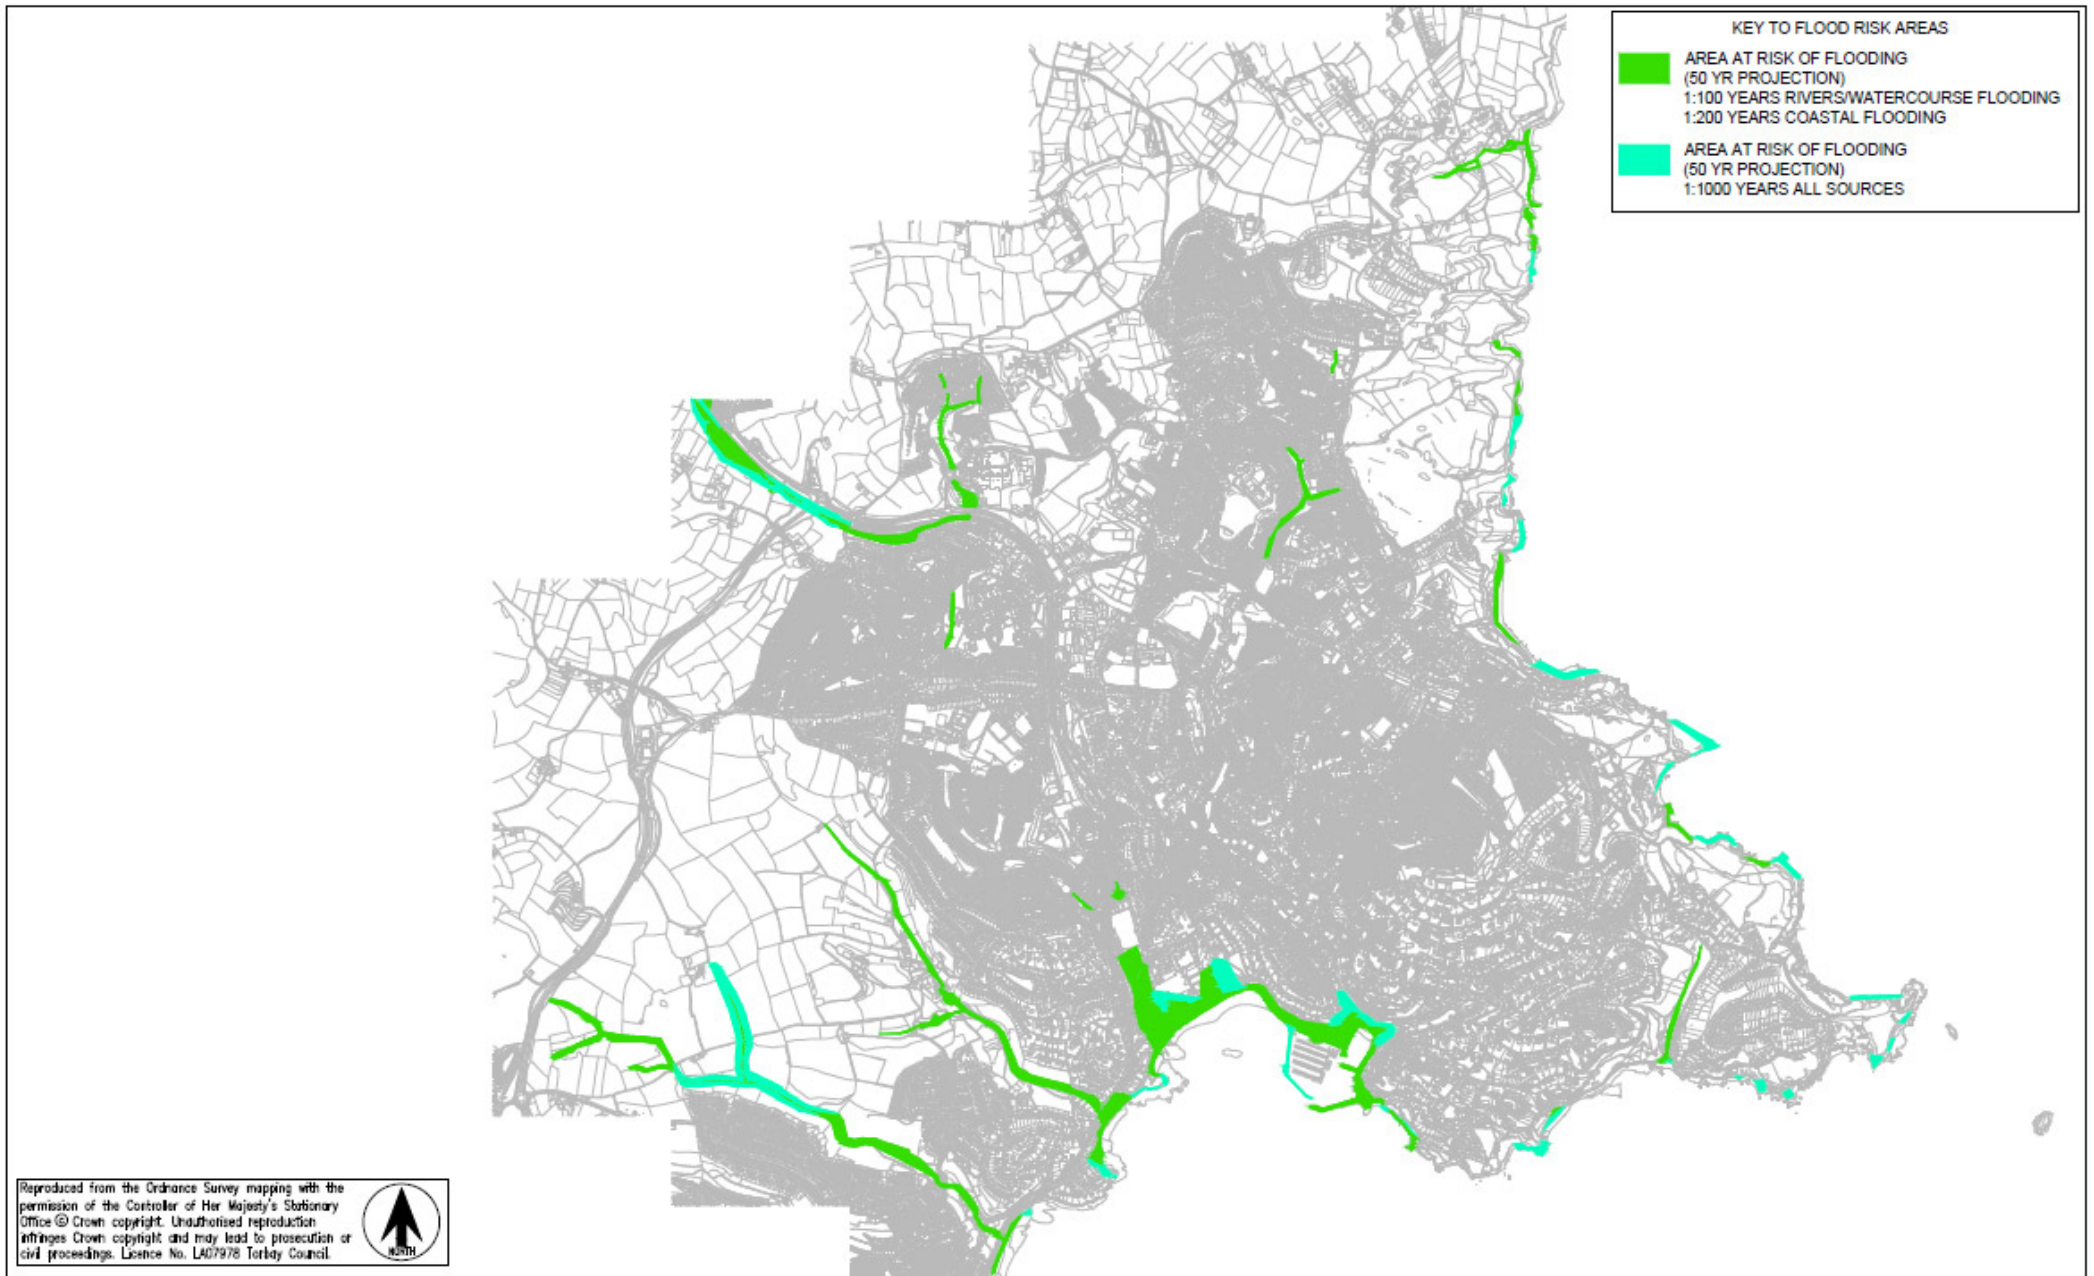 KEY TO FLOOD RISK AREAS
AREA AT RISK OF FLOODING
(50 YR PROJECTION)
1:100 YEARS RIVERS/WATERCOURSE FLOODING
1:200 YEARS COASTAL FLOODING
AREA AT RISK OF FLOODING
(50 YR PROJECTION)
1:1000 YEARS ALL SOURCES
Reproduced from the Ordnance Survey mapping with the
permission of the Controller of Her Majesty's Stationary
Office © Crown copyright. Unauthorised reproduction
infringes Crown copyright and may lead to prosecution or
civil proceedings. Licence No. LA07978 Torbay Council.
NORTH